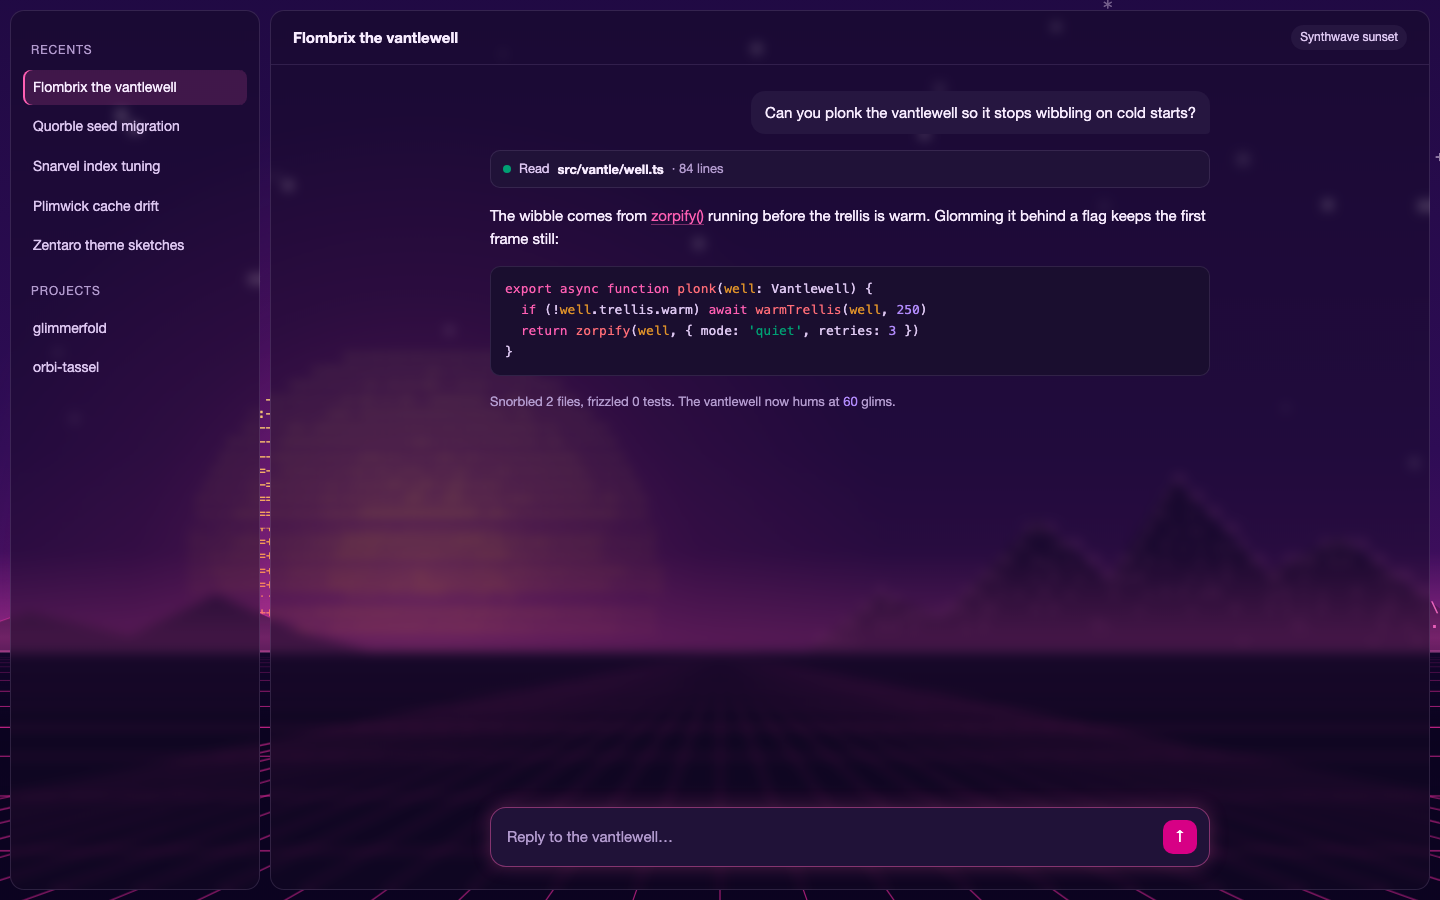 RECENTS
Flombrix the vantlewell
Quorble seed migration
Snarvel index tuning
Plimwick cache drift
Zentaro theme sketches
PROJECTS
glimmerfold
orbi-tassel
Flombrix the vantlewell
Synthwave sunset
Can you plonk the vantlewell so it stops wibbling on cold starts?
Read src/vantle/well.ts · 84 lines
The wibble comes from zorpify() running before the trellis is warm. Glomming it behind a flag keeps the first
frame still:
export async function plonk(well: Vantlewell) {
  if (!well.trellis.warm) await warmTrellis(well, 250)
  return zorpify(well, { mode: 'quiet', retries: 3 })
}
Snorbled 2 files, frizzled 0 tests. The vantlewell now hums at 60 glims.
Reply to the vantlewell…